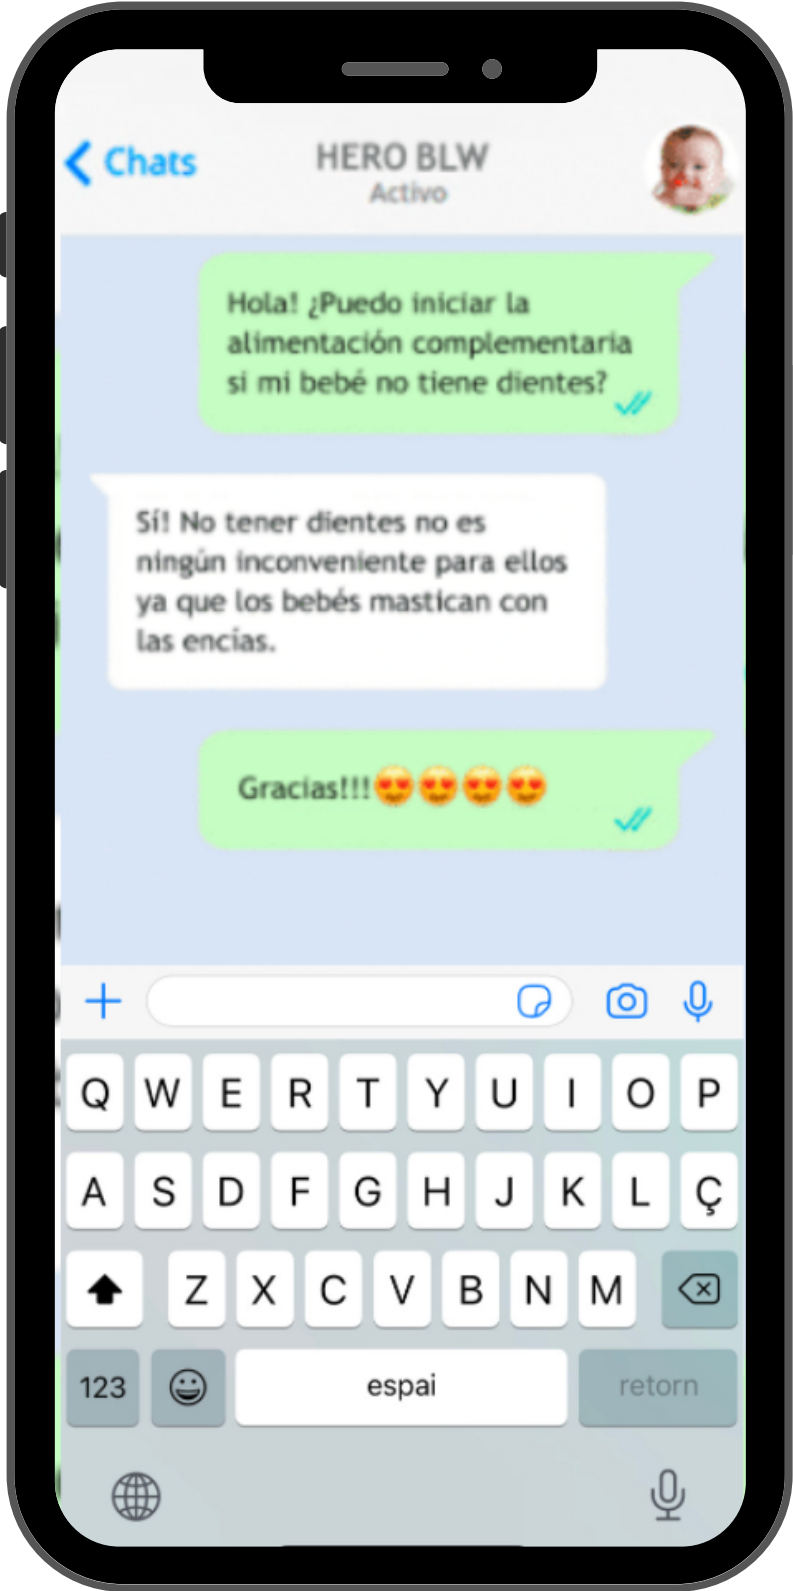 Chats
HERO BLW
Activo
Hola! ¿Puedo iniciar la
alimentación complementaria
si mi bebé no tiene dientes?
Sí! No tener dientes no es
ningún inconveniente para ellos
ya que los bebés mastican con
las encías.
Gracias!!!😍😍😍😍
Q W E R T Y U I O P
A S D F G H J K L Ç
Z X C V B N M
123 espai retorn